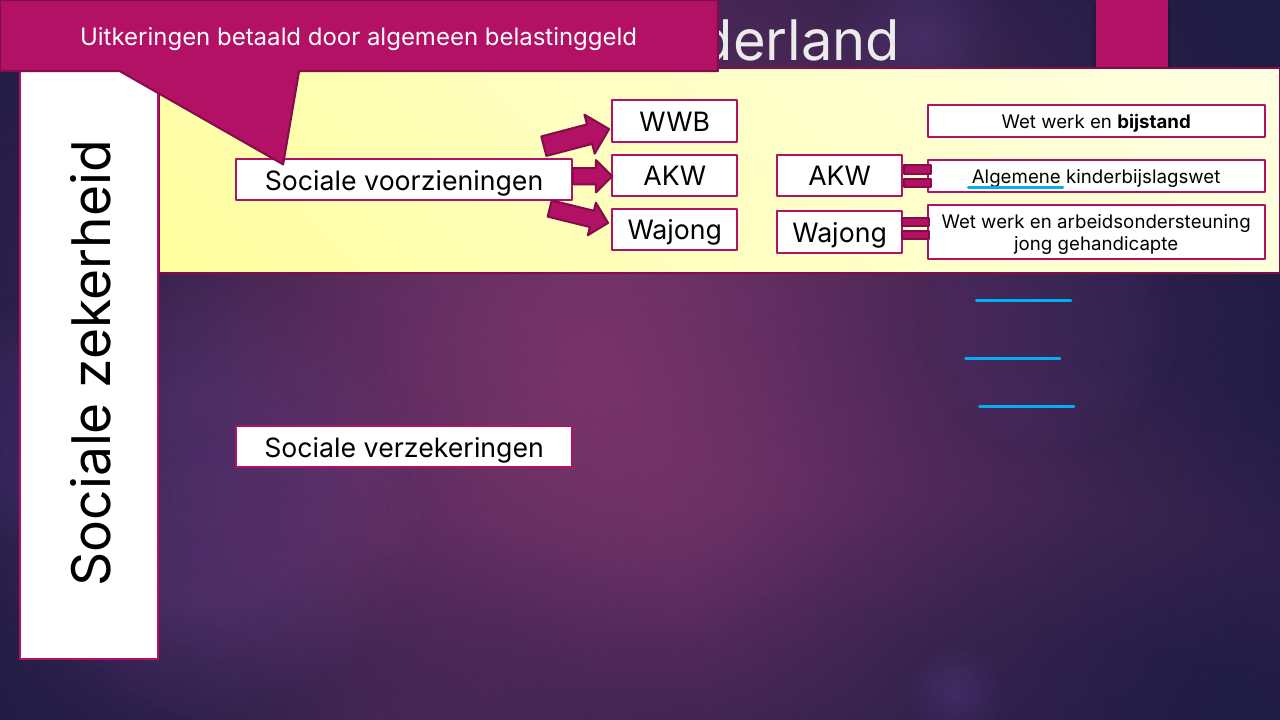 Uitkeringen betaald door algemeen belastinggeld
derland
Sociale zekerheid
Sociale voorzieningen
WWB
AKW
Wajong
AKW
Wajong
Wet werk en bijstand
Algemene kinderbijslagswet
Wet werk en arbeidsondersteuning
jong gehandicapte
Sociale verzekeringen